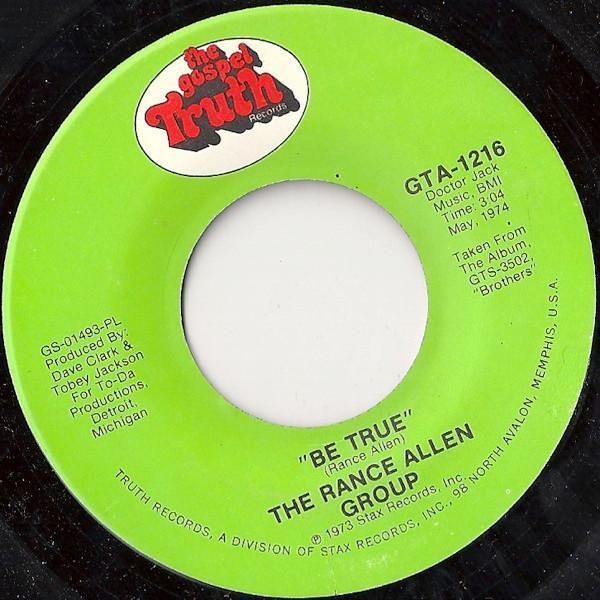 the
gospel
Truth
Records
GTA-1216
Doctor Jack
Music, BMI
Time: 3:04
May, 1974
Taken From
The Album,
GTS-3502,
"Brothers"
GS-01493-PL
Produced By:
Dave Clark &
Tobey Jackson
For To-Da
Productions,
Detroit,
Michigan
"BE TRUE"
(Rance Allen)
THE RANCE ALLEN
GROUP
℗ 1973 Stax Records, Inc.
TRUTH RECORDS, A DIVISION OF STAX RECORDS, INC., 98 NORTH AVALON, MEMPHIS, U.S.A.